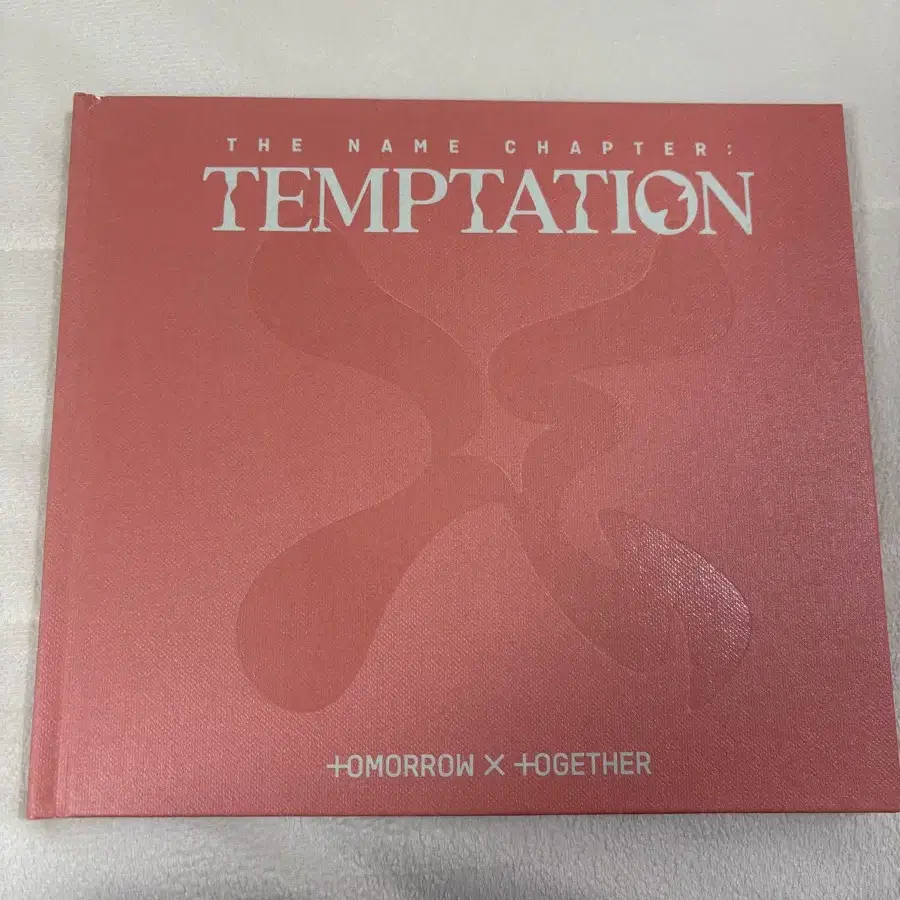 THE NAME CHAPTER:
TEMPTATION
TOMORROW X TOGETHER